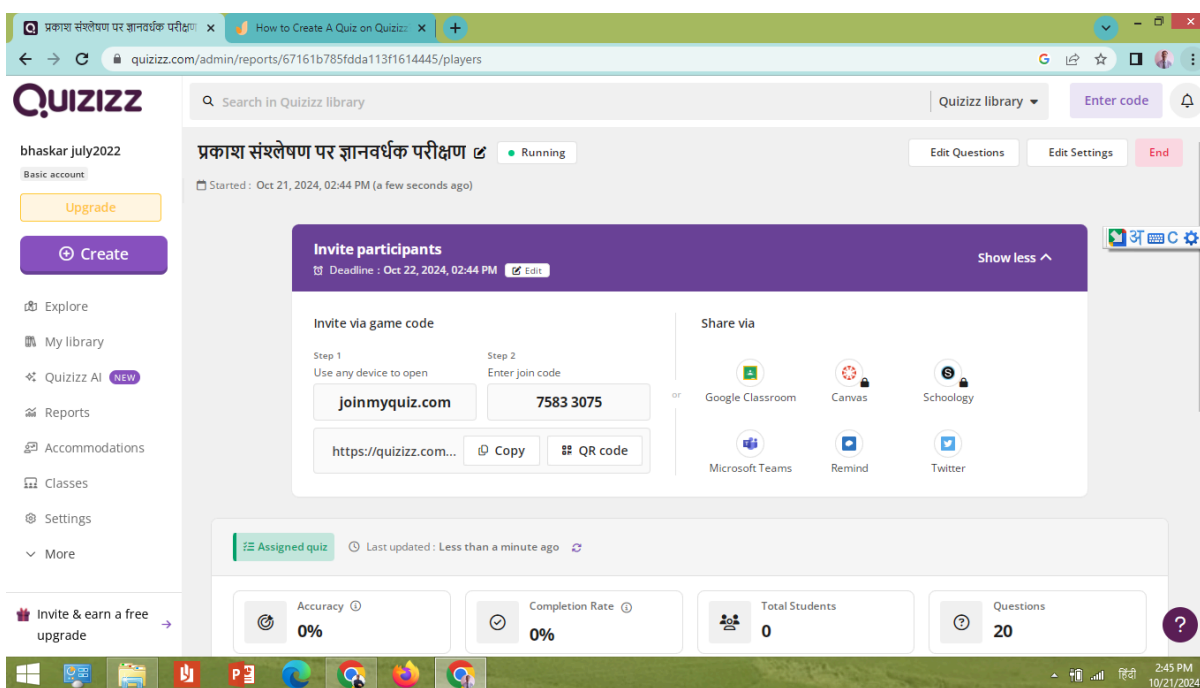 प्रकाश संश्लेषण पर ज्ञानवर्धक परीक्षण
How to Create A Quiz on Quizizz
quizizz.com/admin/reports/67161b785fdda113f1614445/players
Quizizz
Search in Quizizz library
Quizizz library
Enter code
bhaskar july2022
Basic account
Upgrade
Create
Explore
My library
Quizizz AI NEW
Reports
Accommodations
Classes
Settings
More
Invite & earn a free
upgrade
प्रकाश संश्लेषण पर ज्ञानवर्धक परीक्षण
Running
Edit Questions
Edit Settings
End
Started : Oct 21, 2024, 02:44 PM (a few seconds ago)
Invite participants
Deadline : Oct 22, 2024, 02:44 PM Edit
Show less
Invite via game code
Step 1
Use any device to open
joinmyquiz.com
Step 2
Enter join code
7583 3075
https://quizizz.com...
Copy
QR code
or
Share via
Google Classroom
Canvas
Schoology
Microsoft Teams
Remind
Twitter
अ C
Assigned quiz
Last updated : Less than a minute ago
Accuracy
0%
Completion Rate
0%
Total Students
0
Questions
20
?
हिंदी
2:45 PM
10/21/2024